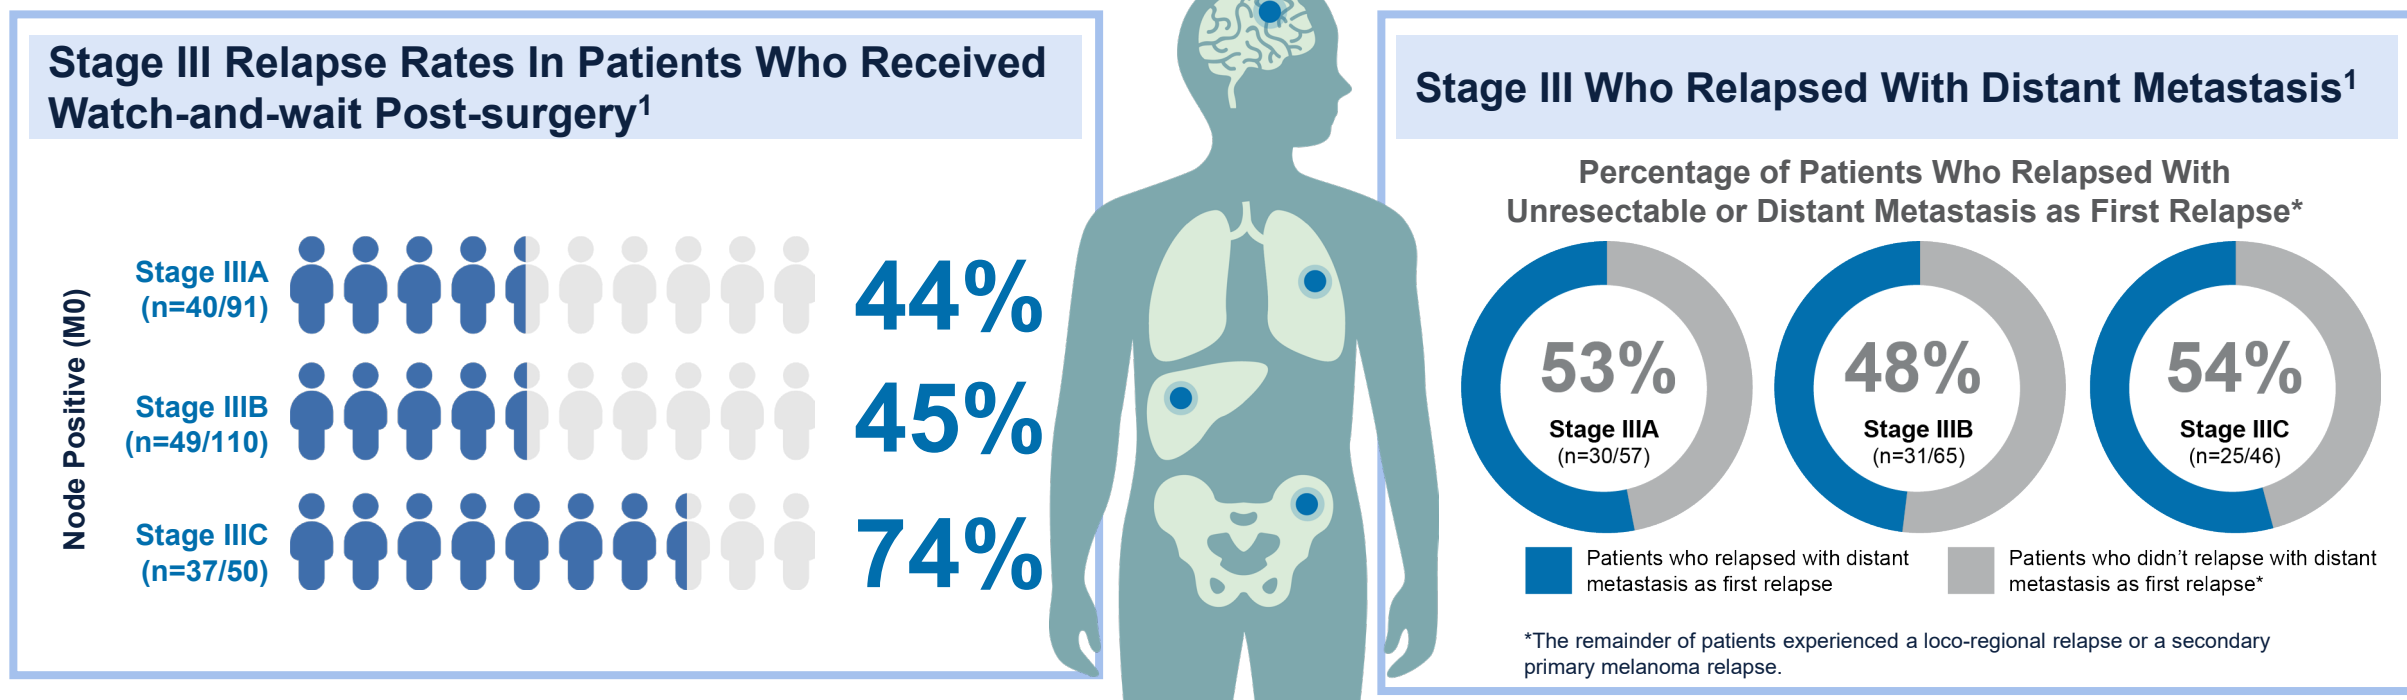 Stage III Relapse Rates In Patients Who Received
Watch-and-wait Post-surgery¹
Node Positive (M0)
Stage IIIA
(n=40/91)
44%
Stage IIIB
(n=49/110)
45%
Stage IIIC
(n=37/50)
74%
Stage III Who Relapsed With Distant Metastasis¹
Percentage of Patients Who Relapsed With
Unresectable or Distant Metastasis as First Relapse*
53%
Stage IIIA
(n=30/57)
48%
Stage IIIB
(n=31/65)
54%
Stage IIIC
(n=25/46)
Patients who relapsed with distant
metastasis as first relapse
Patients who didn’t relapse with distant
metastasis as first relapse*
*The remainder of patients experienced a loco-regional relapse or a secondary
primary melanoma relapse.